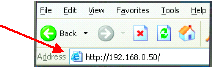 File Edit View Favorites Tools Help
Back
Address http://192.168.0.50/